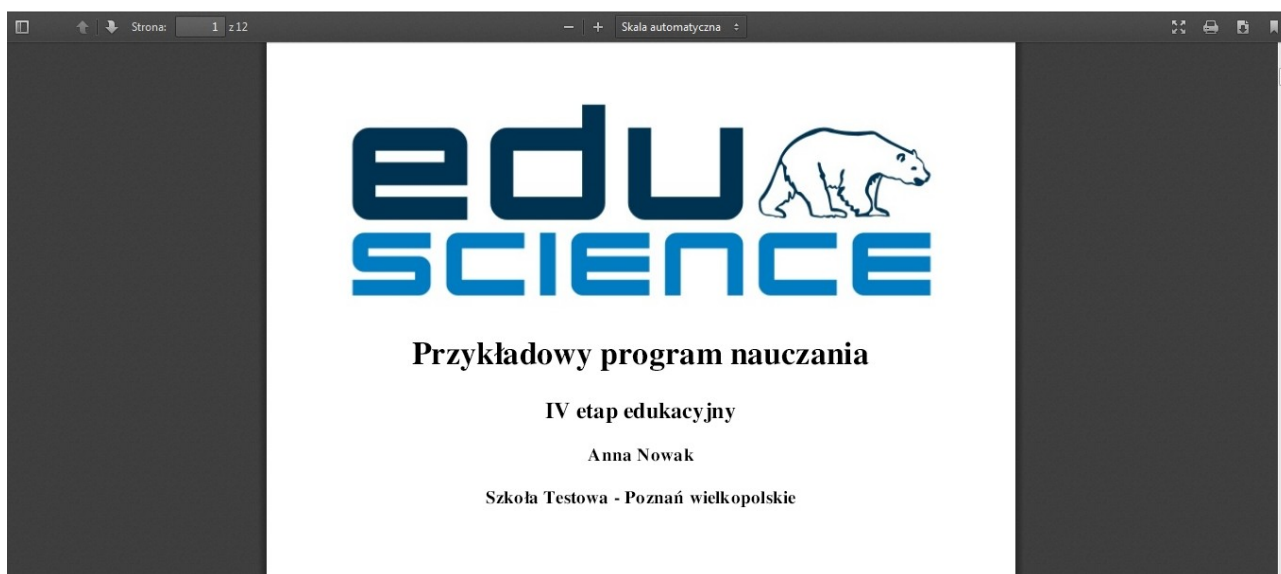 Strona: 1 z 12 Skala automatyczna
edu
SCIENCE
Przykładowy program nauczania
IV etap edukacyjny
Anna Nowak
Szkoła Testowa - Poznań wielkopolskie